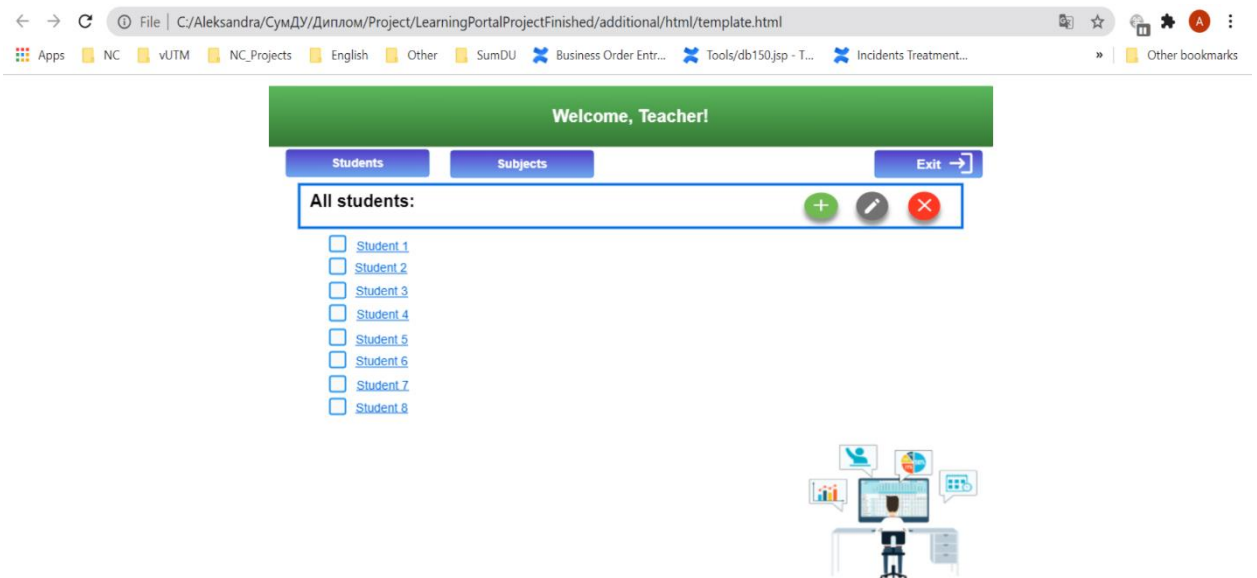 File | C:/Aleksandra/СумДУ/Диплом/Project/LearningPortalProjectFinished/additional/html/template.html A
Apps NC vUTM NC_Projects English Other SumDU Business Order Entr... Tools/db150.jsp - T... Incidents Treatment... » Other bookmarks
Welcome, Teacher!
Students Subjects Exit
All students:
Student 1
Student 2
Student 3
Student 4
Student 5
Student 6
Student 7
Student 8